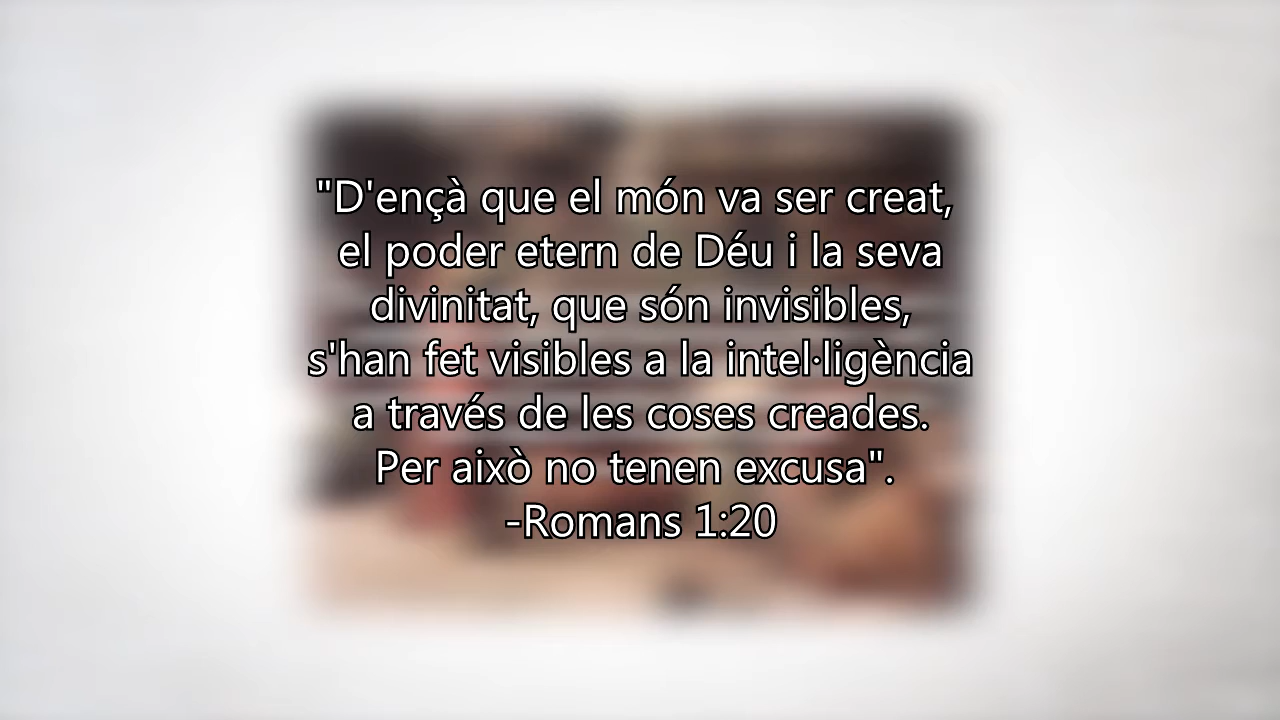 "D'ençà que el món va ser creat,
el poder etern de Déu i la seva
divinitat, que són invisibles,
s'han fet visibles a la intel·ligència
a través de les coses creades.
Per això no tenen excusa".
-Romans 1:20